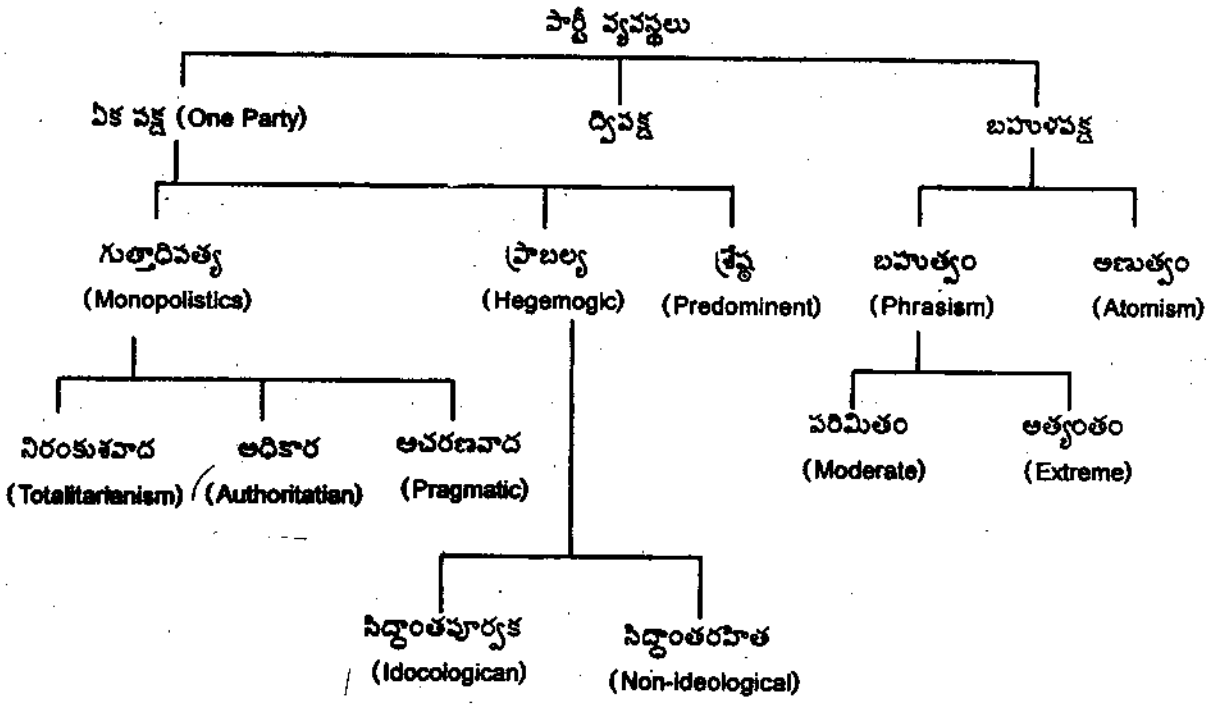 పార్టీ వ్యవస్థలు
ఏక పక్ష (One Party)
ద్విపక్ష
బహుళపక్ష
గుత్తాధిపత్య
(Monopolistics)
ప్రాబల్య
(Hegemogic)
శ్రేష్ఠ
(Predominent)
బహుత్వం
(Phrasism)
అణుత్వం
(Atomism)
నిరంకుశవాద
(Totalitarienism)
అధికార
(Authoritatian)
ఆచరణవాద
(Pragmatic)
పరిమితం
(Moderate)
అత్యంతం
(Extreme)
సిద్ధాంతపూర్వక
(Idocologican)
సిద్ధాంతరహిత
(Non-ideological)